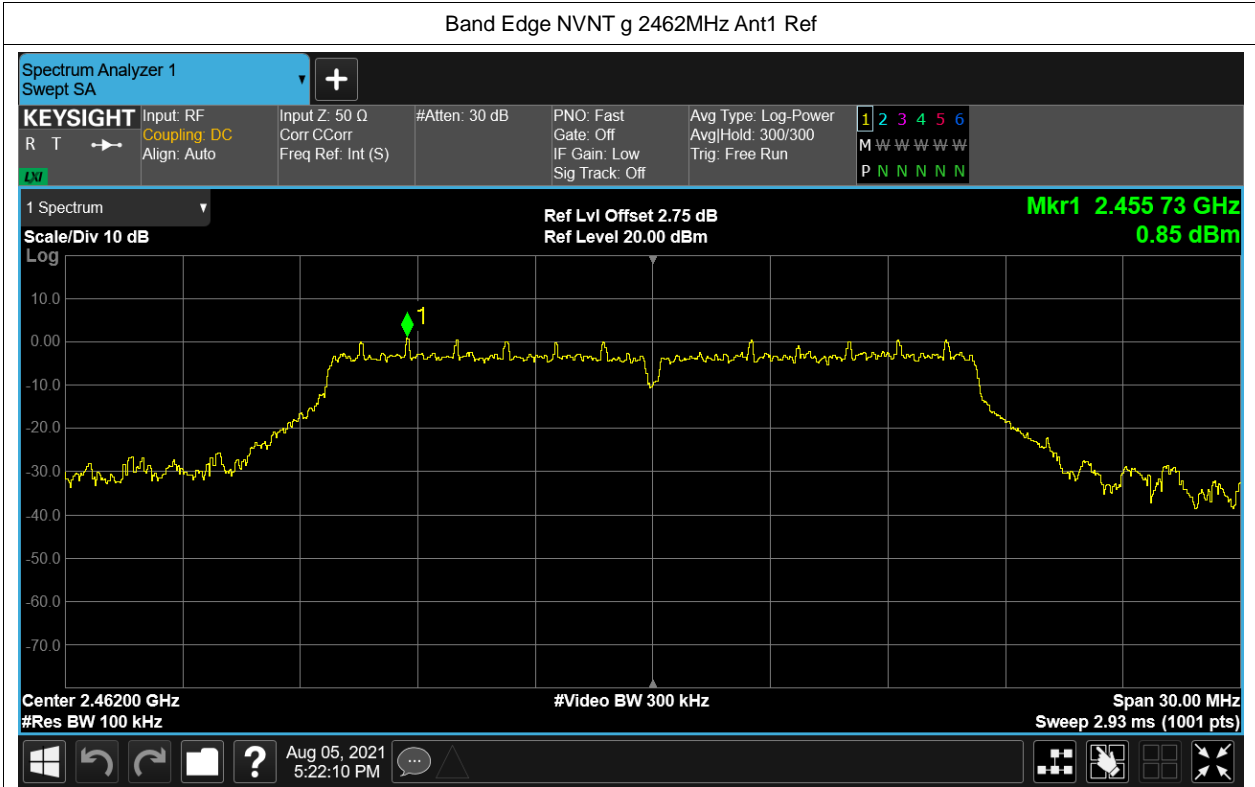 Band Edge NVNT g 2462MHz Ant1 Ref
Spectrum Analyzer 1
Swept SA
KEYSIGHT
R T
LXI
Input: RF
Coupling: DC
Align: Auto
Input Z: 50 Ω
Corr CCorr
Freq Ref: Int (S)
#Atten: 30 dB
PNO: Fast
Gate: Off
IF Gain: Low
Sig Track: Off
Avg Type: Log-Power
Avg|Hold: 300/300
Trig: Free Run
1 2 3 4 5 6
M W W W W W
P N N N N N
1 Spectrum
Scale/Div 10 dB
Log
Ref Lvl Offset 2.75 dB
Ref Level 20.00 dBm
Mkr1 2.455 73 GHz
0.85 dBm
1
10.0
0.00
-10.0
-20.0
-30.0
-40.0
-50.0
-60.0
-70.0
Center 2.46200 GHz
#Res BW 100 kHz
#Video BW 300 kHz
Span 30.00 MHz
Sweep 2.93 ms (1001 pts)
?
Aug 05, 2021
5:22:10 PM